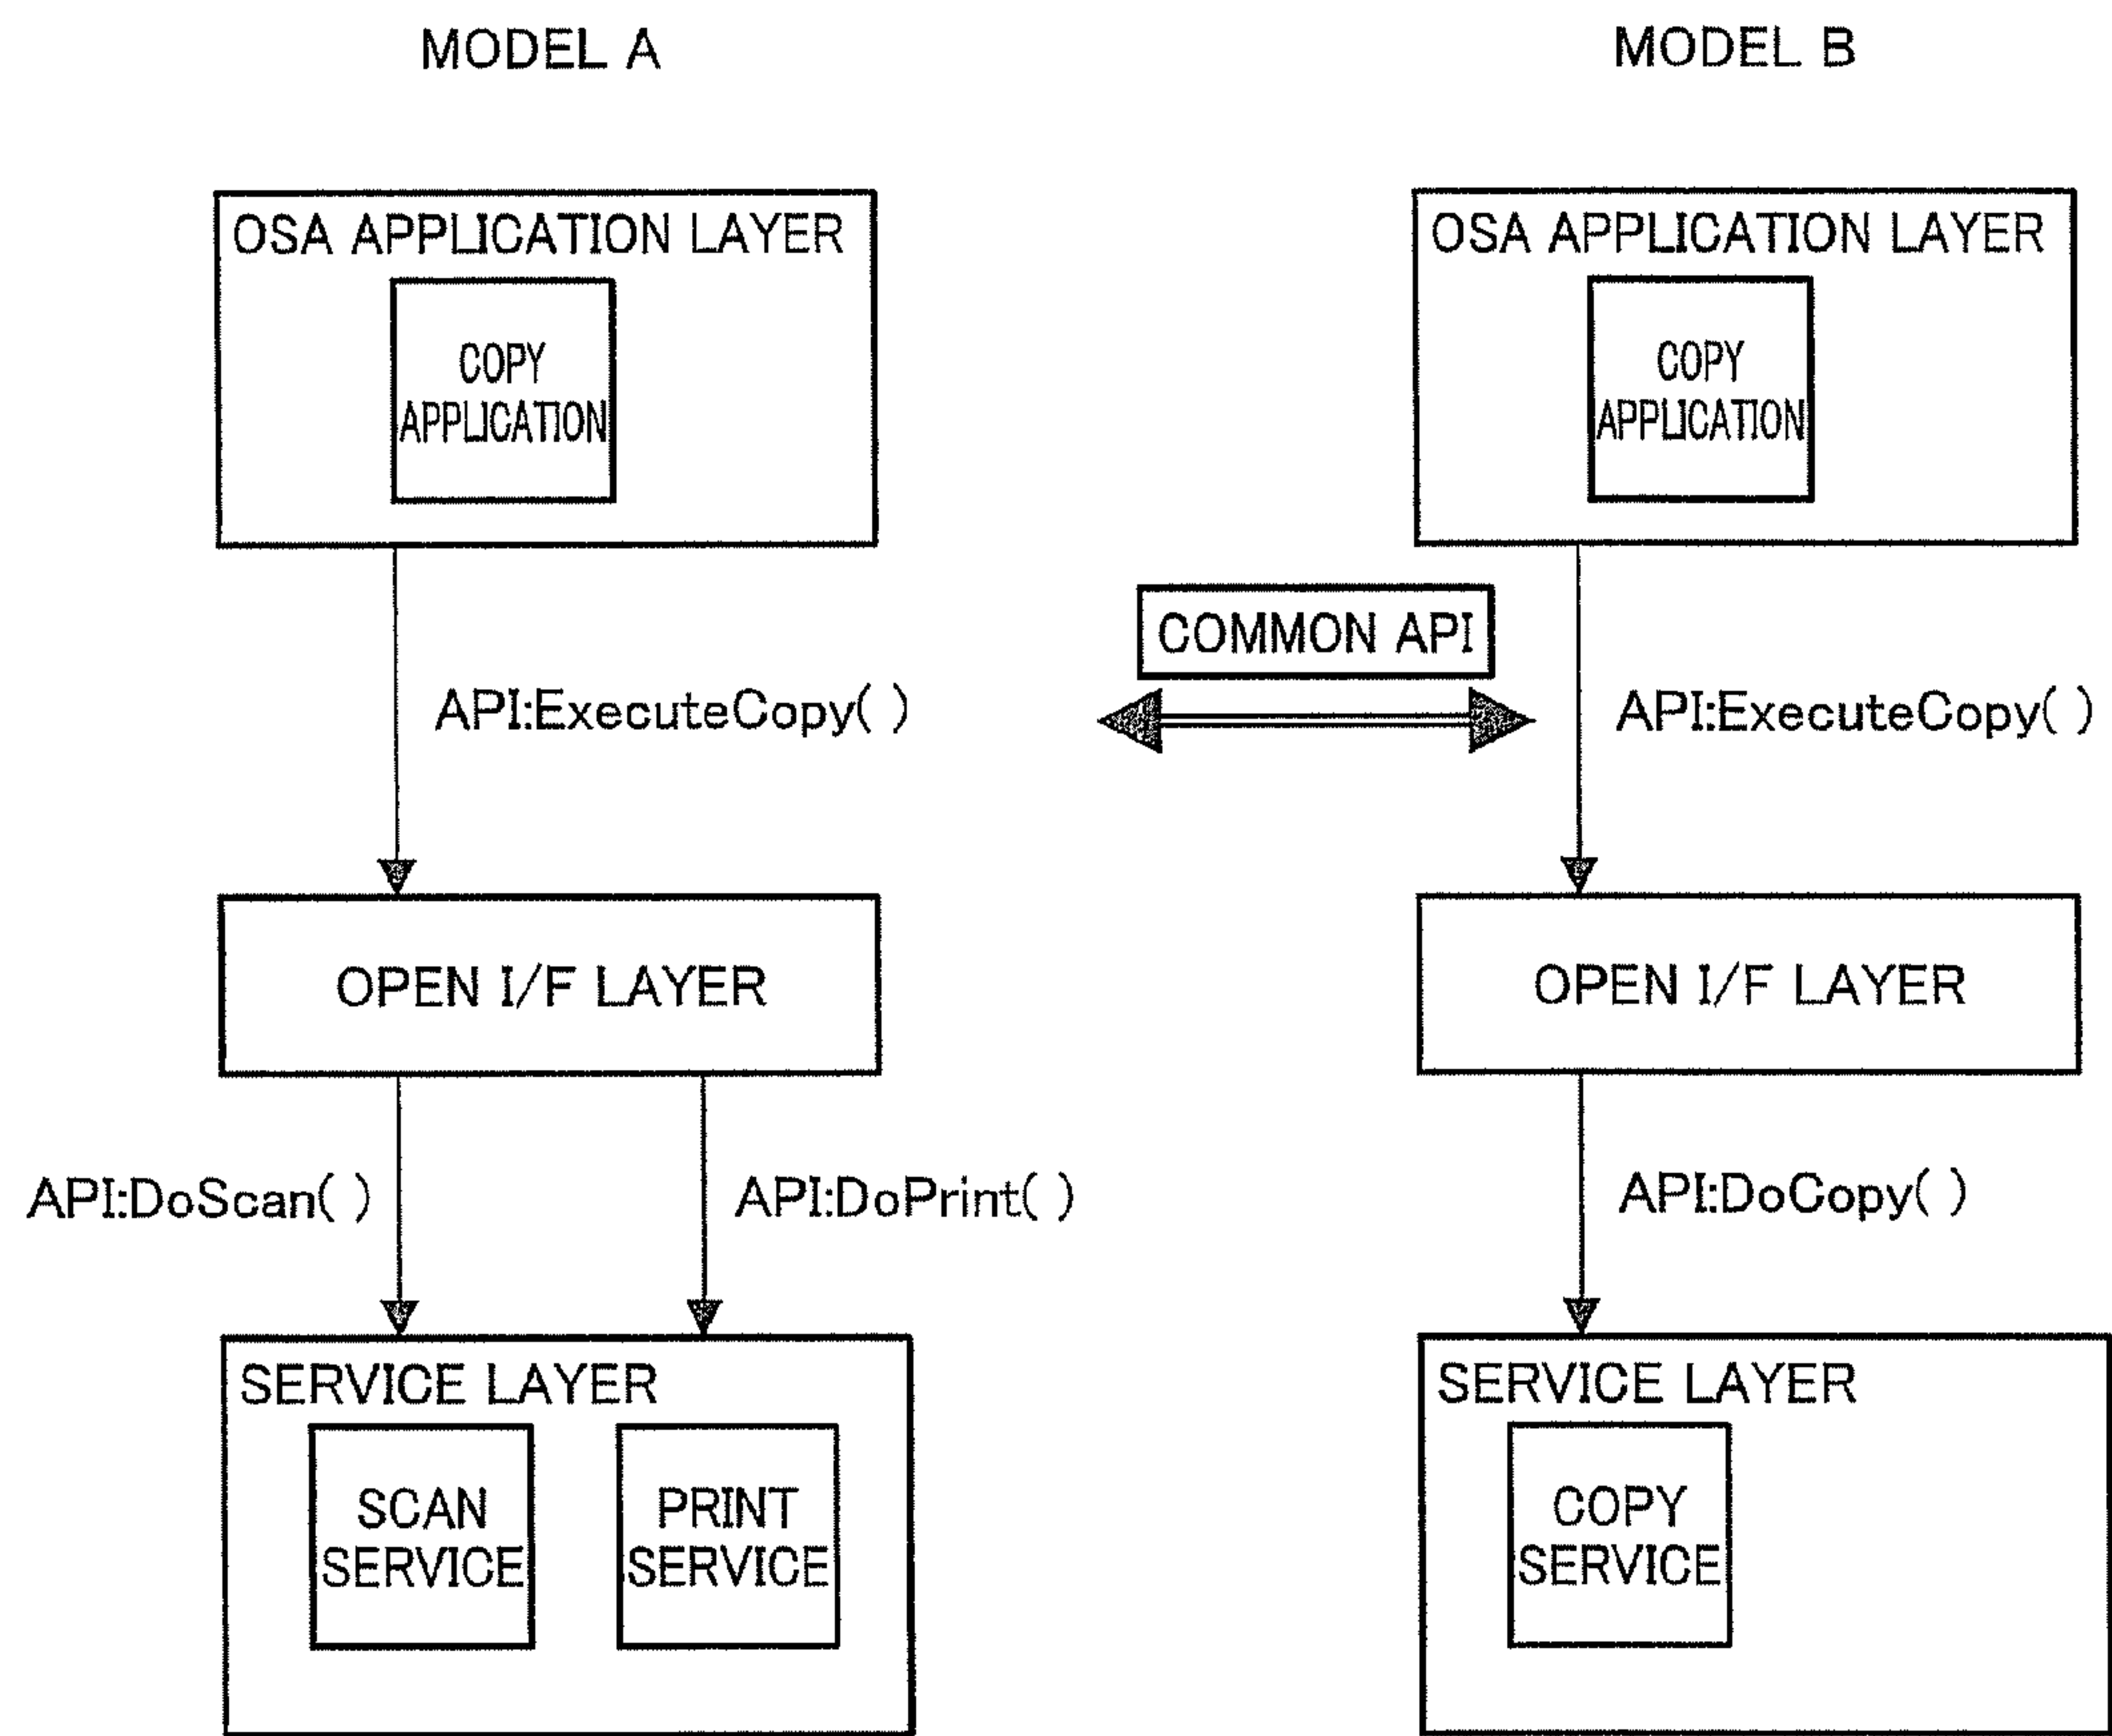 MODEL A
MODEL B
OSA APPLICATION LAYER
COPY
APPLICATION
OSA APPLICATION LAYER
COPY
APPLICATION
COMMON API
API:ExecuteCopy( )
API:ExecuteCopy( )
OPEN I/F LAYER
OPEN I/F LAYER
API:DoScan( )
API:DoPrint( )
API:DoCopy( )
SERVICE LAYER
SCAN
SERVICE
PRINT
SERVICE
SERVICE LAYER
COPY
SERVICE